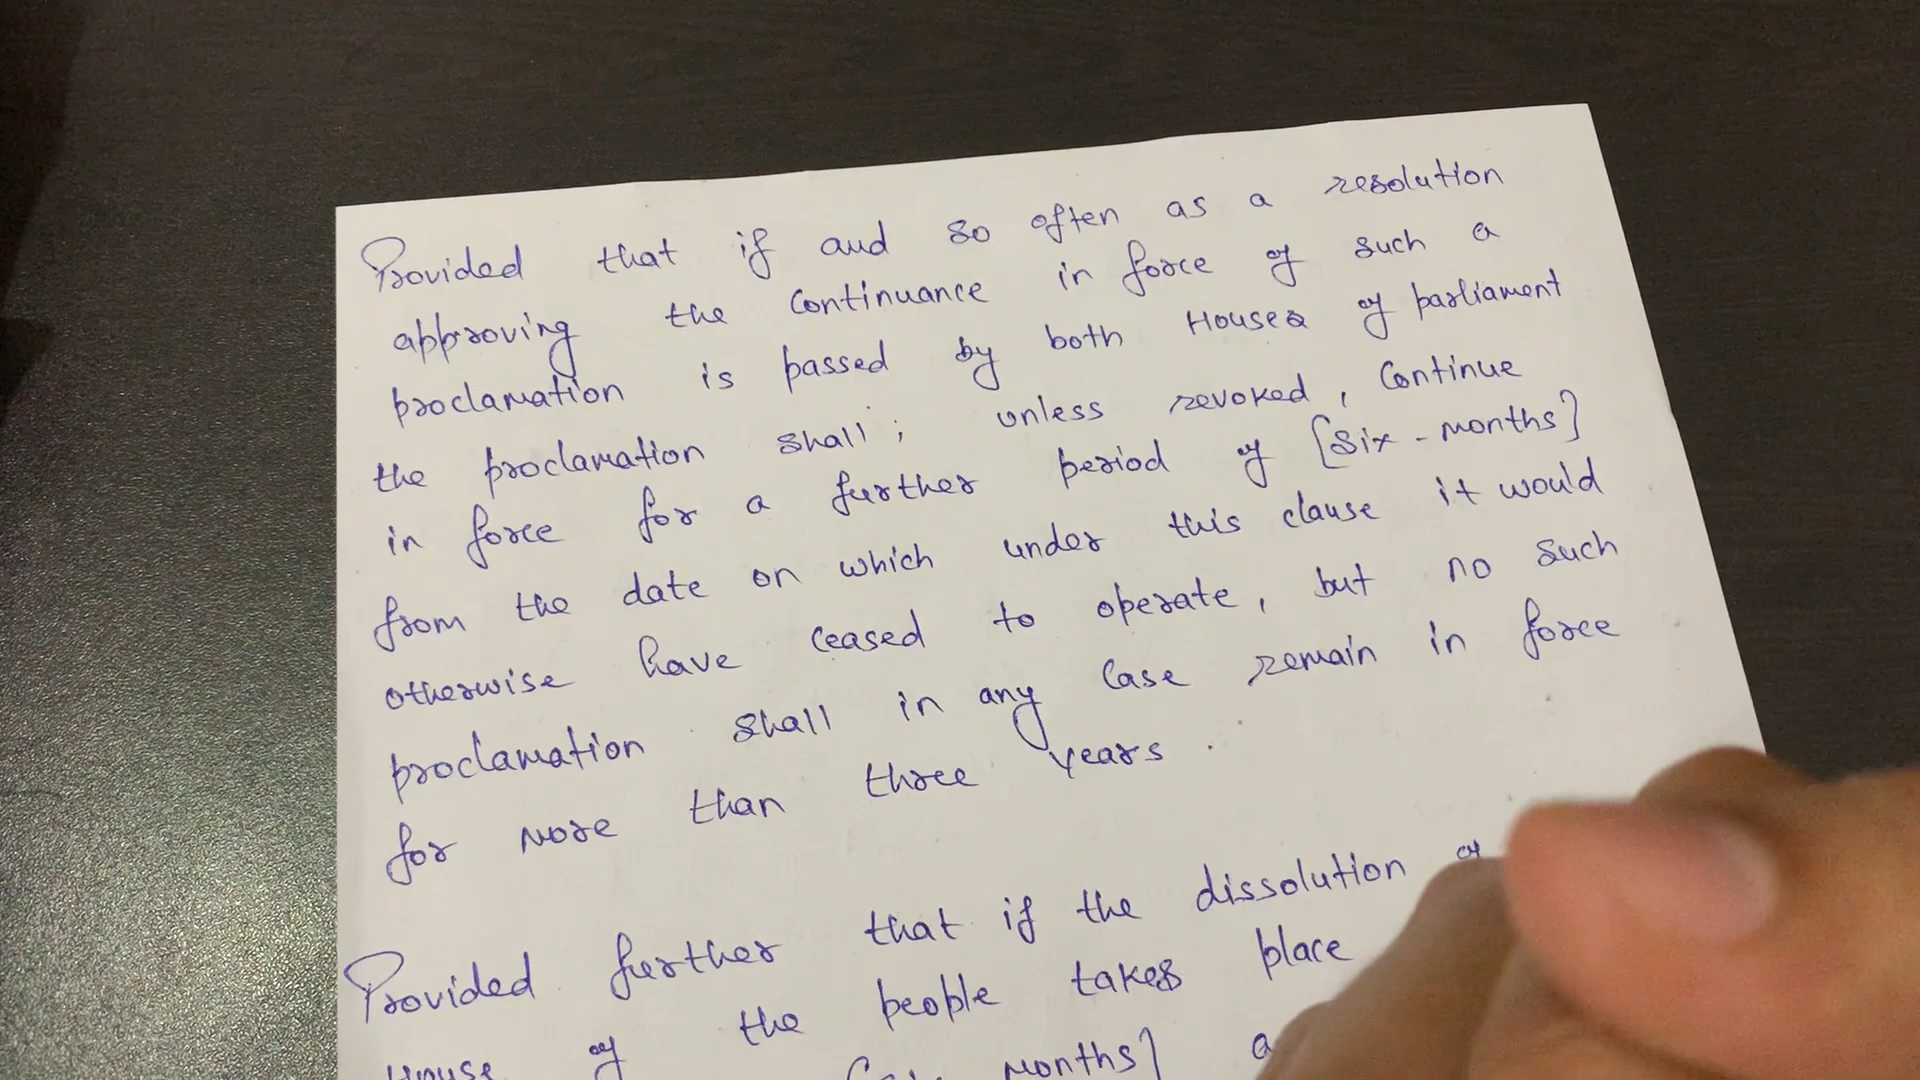 Provided that if and so often as a resolution
approving the Continuance in force of such a
proclamation is passed by both Houses of parliament
the proclamation shall; unless revoked, Continue
in force for a further period of [six-months]
from the date on which under this clause it would
otherwise have ceased to operate, but no such
proclamation shall in any Case remain in force
for more than three years.
Provided further that if the dissolution of
House of the people takes place
months]